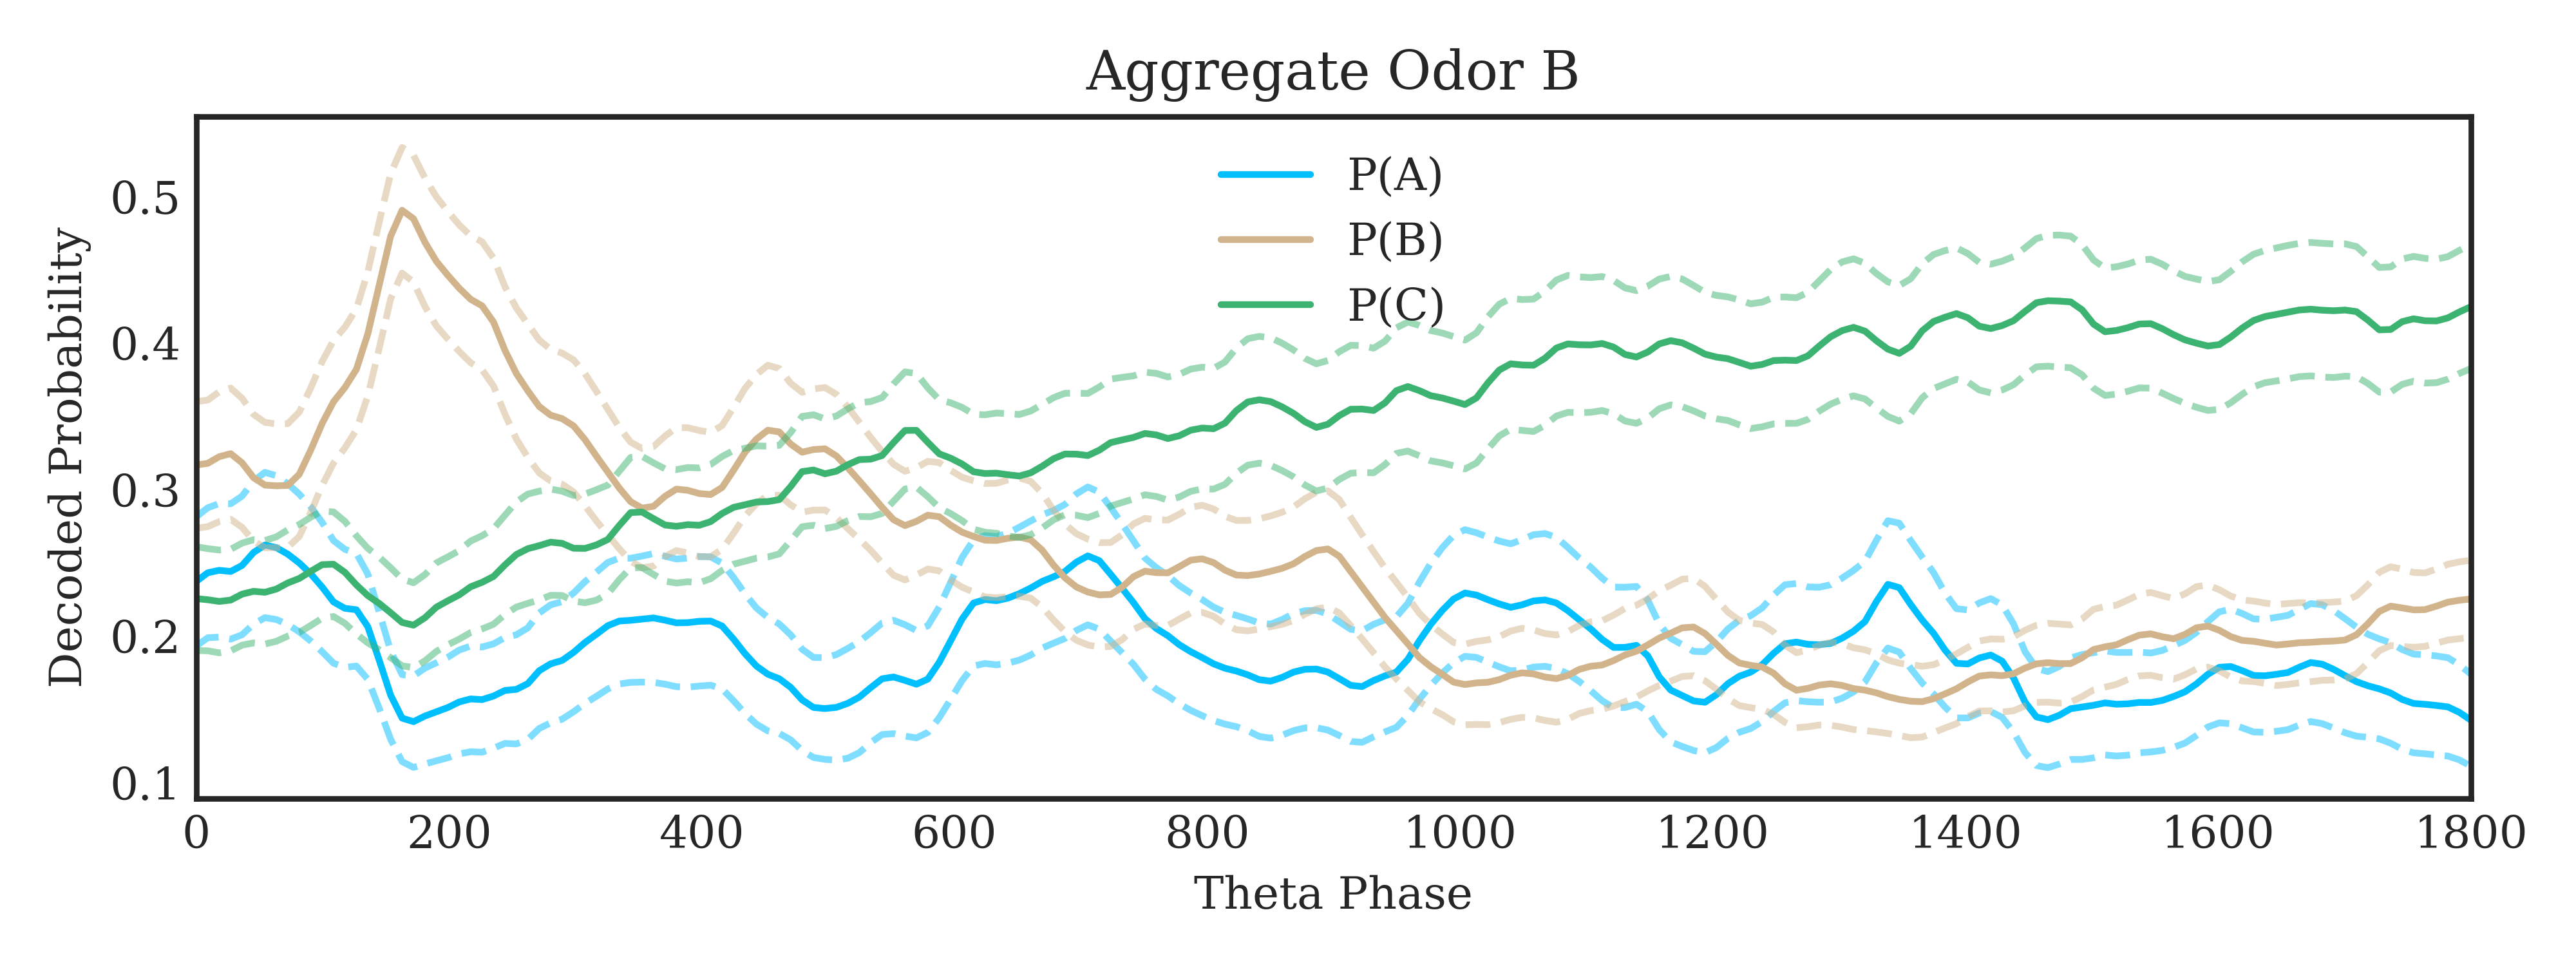 Aggregate Odor B
P(A)
P(B)
P(C)
Decoded Probability
0.5
0.4
0.3
0.2
0.1
0 200 400 600 800 1000 1200 1400 1600 1800
Theta Phase